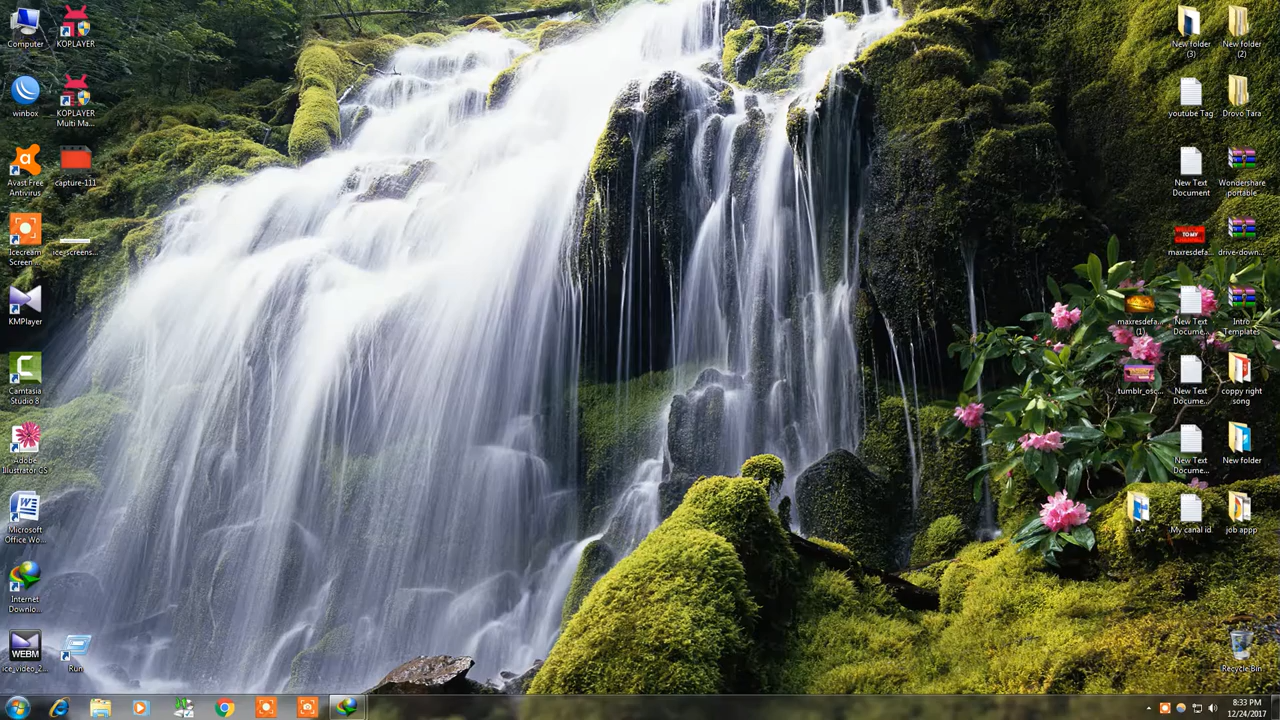 Computer
KOPLAYER
winbox
KOPLAYER
Multi Ma...
Avast Free
Antivirus
capture-111
Icecream
Screen...
ice_screens...
KMPlayer
Camtasia
Studio 8
Adobe
Illustrator CS
Microsoft
Office Wo...
Internet
Downlo...
WEBM
ice_video_2...
Run
New folder
(3)
New folder
(2)
youtube Tag
Drovo Tara
New Text
Document
Wondershare
portable
TO MY
maxresdefa...
drive-down...
maxresdefa...
(1)
New Text
Docume...
Intro
Templates
tumblr_osc...
New Text
Docume...
coppy right
song
New Text
Docume...
New folder
A+
My canal id
job appp
Recycle Bin
8:33 PM
12/24/2017